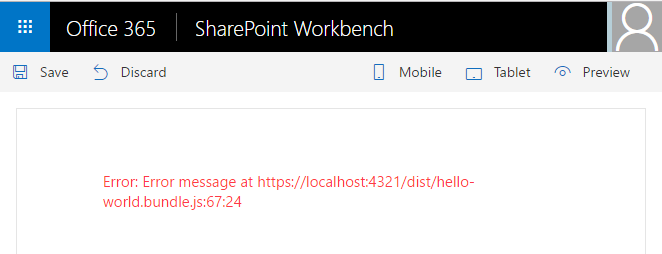 Office 365 SharePoint Workbench
Save Discard Mobile Tablet Preview
Error: Error message at https://localhost:4321/dist/hello-
world.bundle.js:67:24